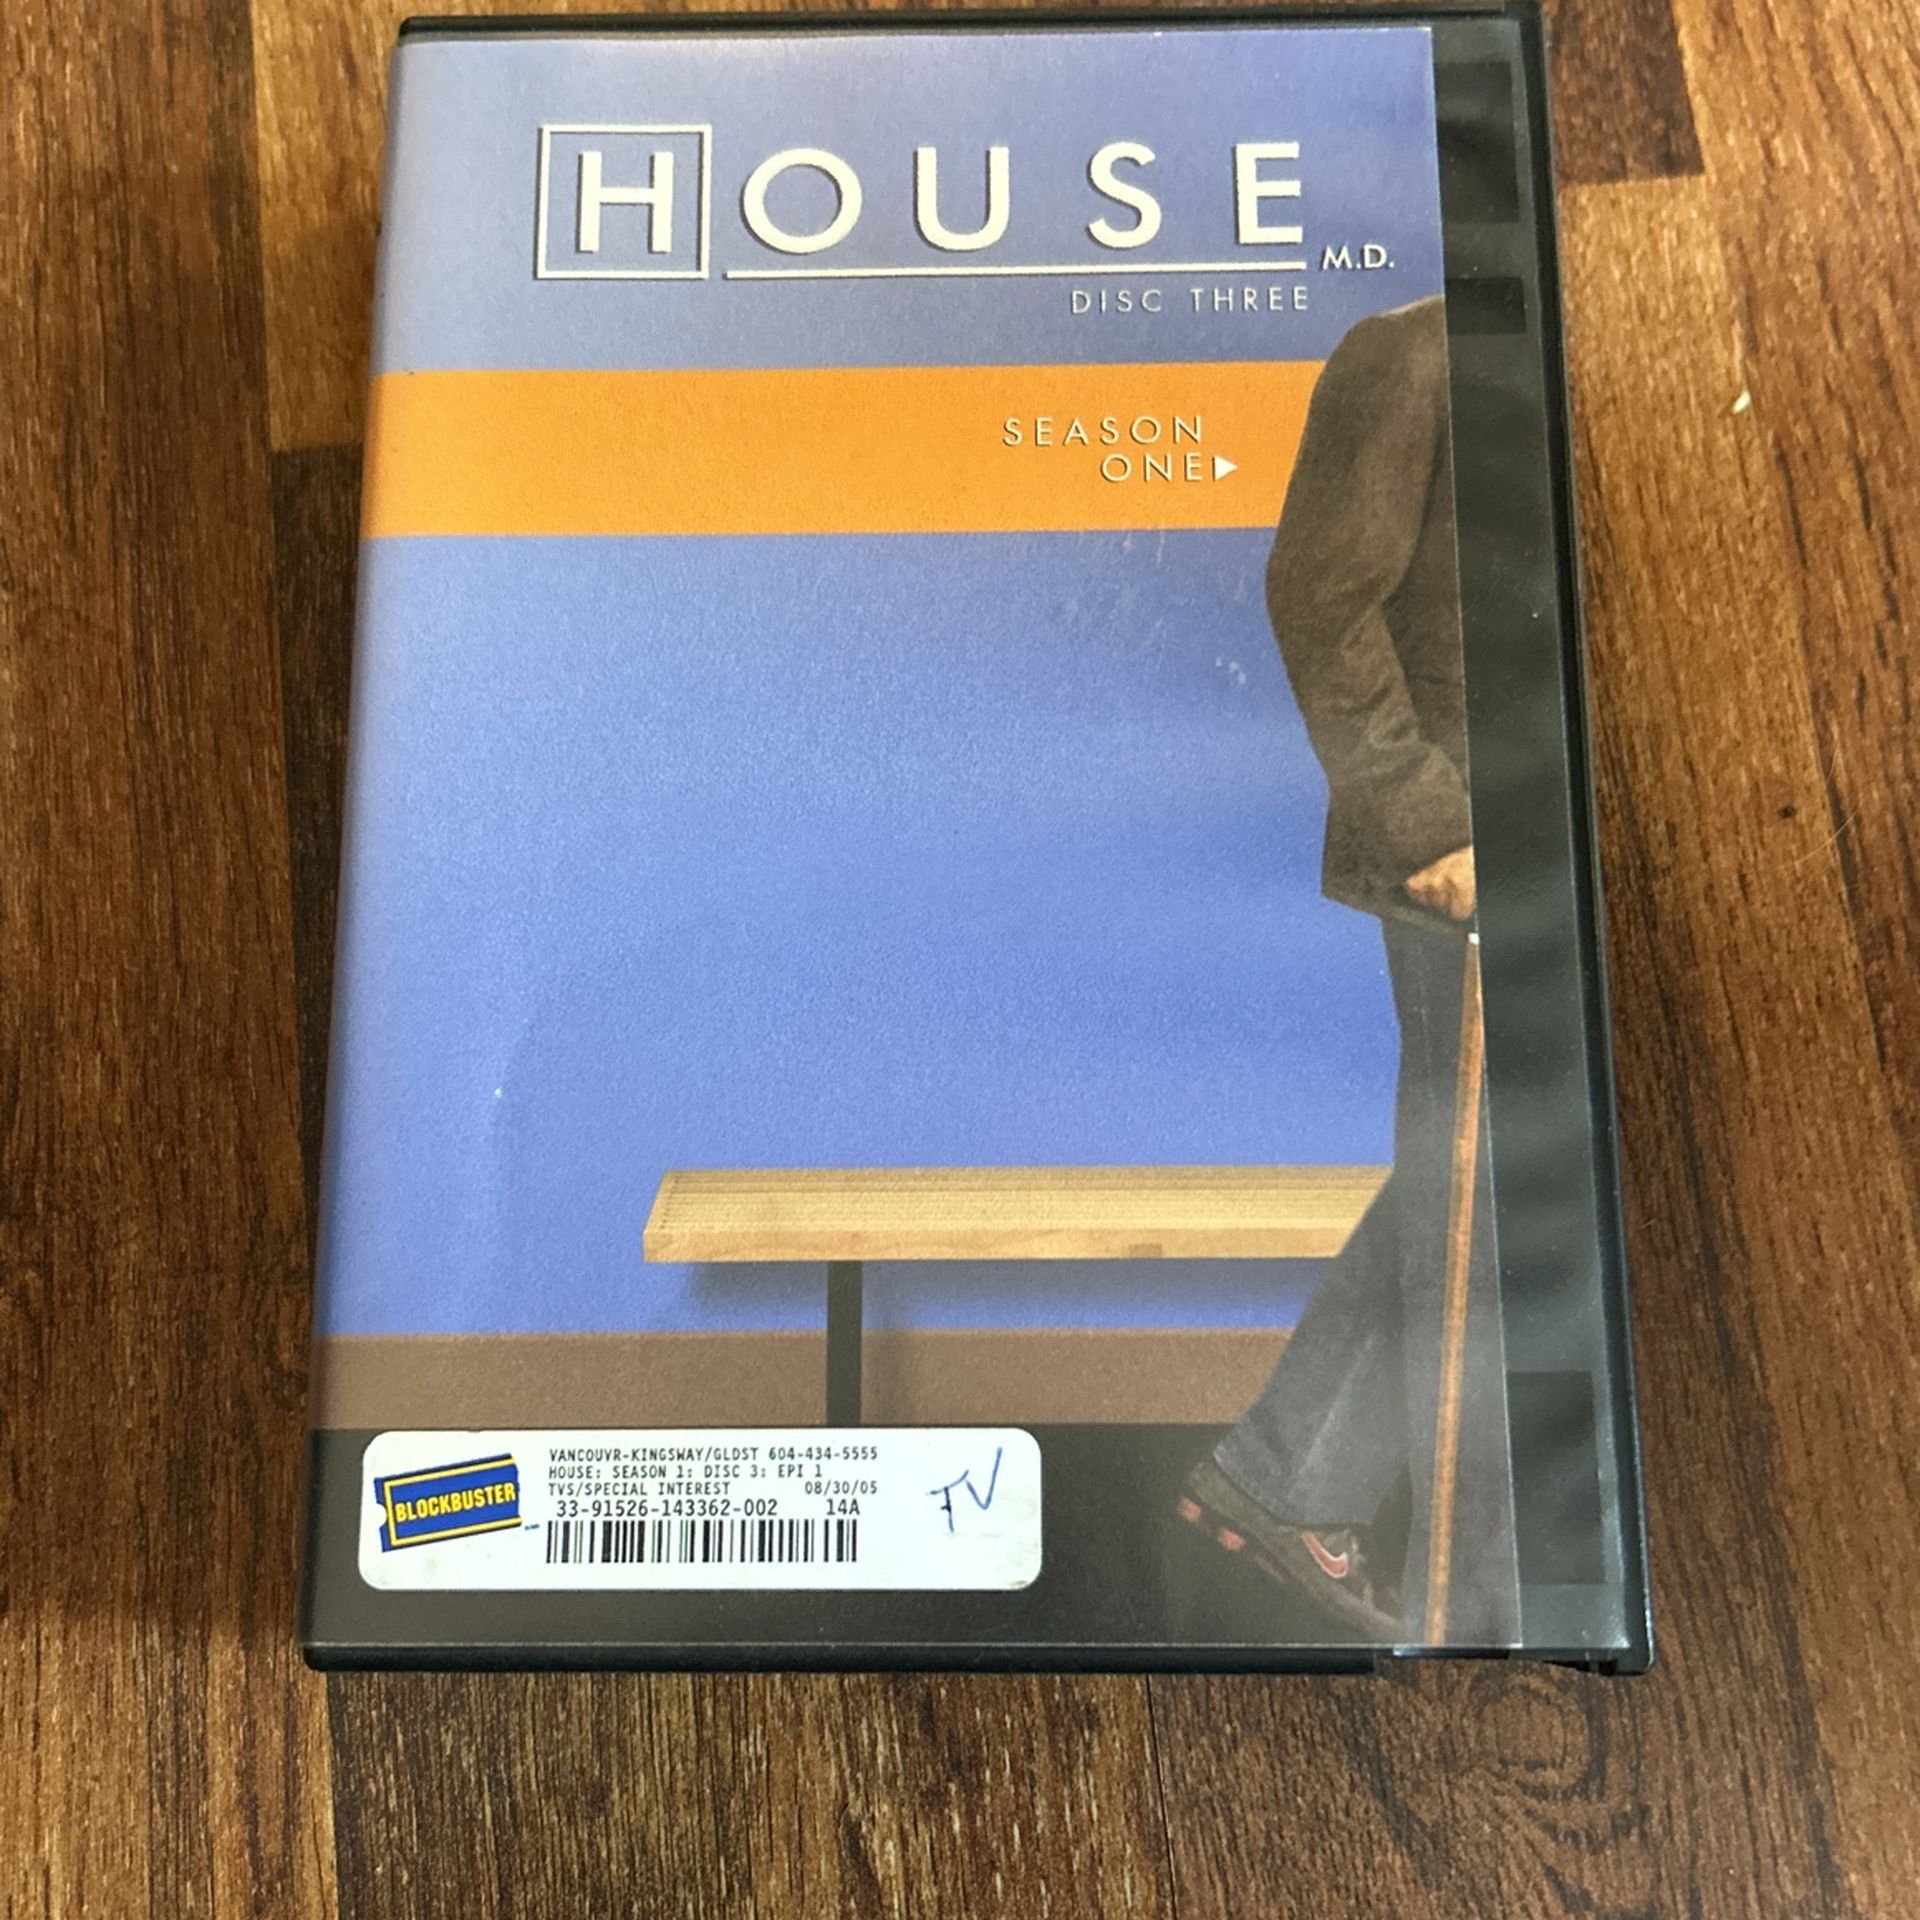 HOUSE M.D.
DISC THREE
SEASON
ONE
BLOCKBUSTER
VANCOUVR-KINGSWAY/GLDST 604-434-5555
HOUSE: SEASON 1: DISC 3: EPI 1
TVS/SPECIAL INTEREST 08/30/05
33-91526-143362-002 14A
TV